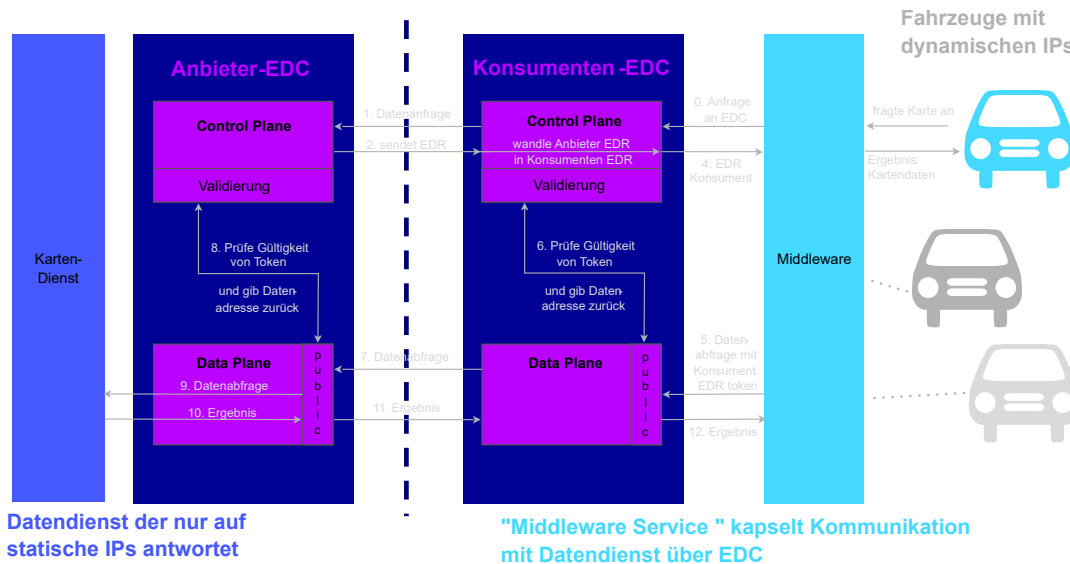 Fahrzeuge mit
dynamischen IPs
Anbieter-EDC
Konsumenten -EDC
Control Plane
1. Datenanfrage
2. sendet EDR
Control Plane
wandle Anbieter EDR
in Konsumenten EDR
0. Anfrage
an EDC
4. EDR
Konsument
fragte Karte an
Ergebnis:
Kartendaten
Validierung
Validierung
Karten-
Dienst
8. Prüfe Gültigkeit
von Token
und gib Daten-
adresse zurück
6. Prüfe Gültigkeit
von Token
und gib Daten-
adresse zurück
Middleware
Data Plane
public
9. Datenabfrage
10. Ergebnis
7. Datenabfrage
11. Ergebnis
Data Plane
public
5. Daten-
abfrage mit
Konsument
EDR token
12. Ergebnis
Datendienst der nur auf
statische IPs antwortet
"Middleware Service " kapselt Kommunikation
mit Datendienst über EDC